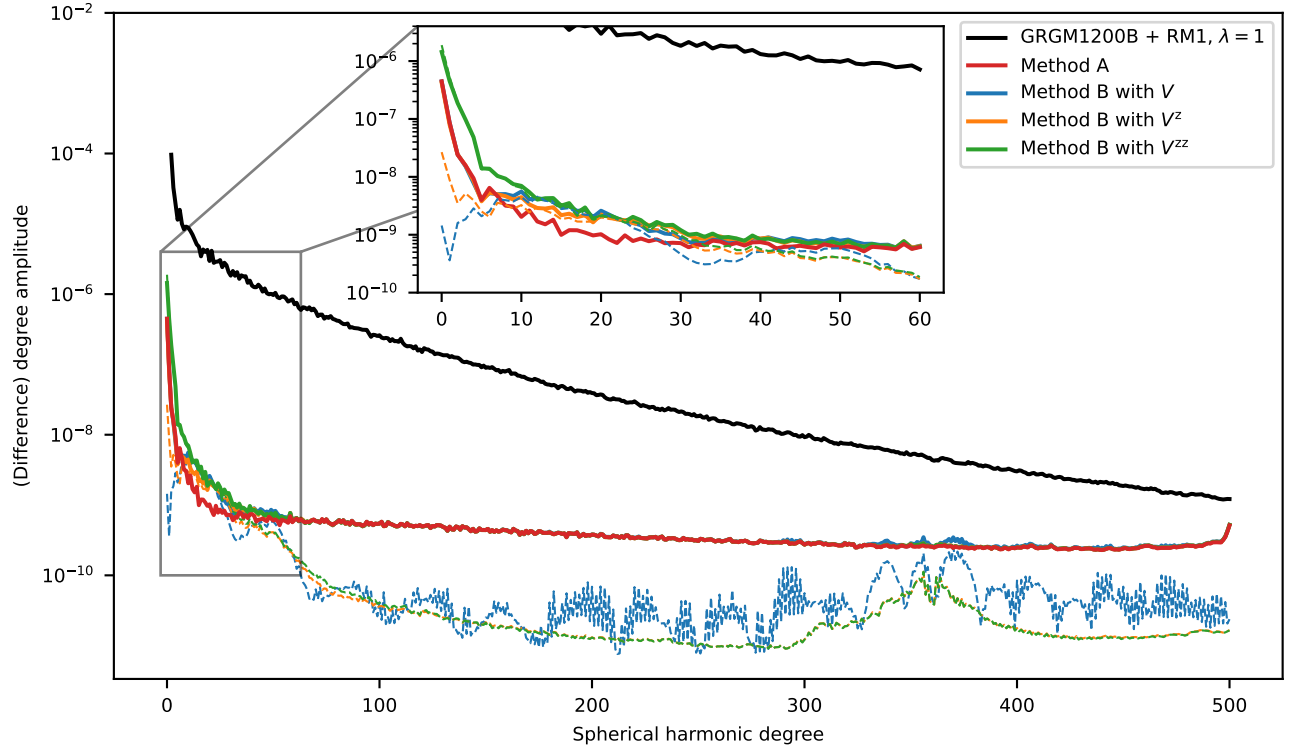 10⁻²
10⁻⁴
10⁻⁶
10⁻⁸
10⁻¹⁰
(Difference) degree amplitude
0 100 200 300 400 500
Spherical harmonic degree
10⁻⁶
10⁻⁷
10⁻⁸
10⁻⁹
10⁻¹⁰
0 10 20 30 40 50 60
GRGM1200B + RM1, λ = 1
Method A
Method B with V
Method B with Vᶻ
Method B with Vᶻᶻ